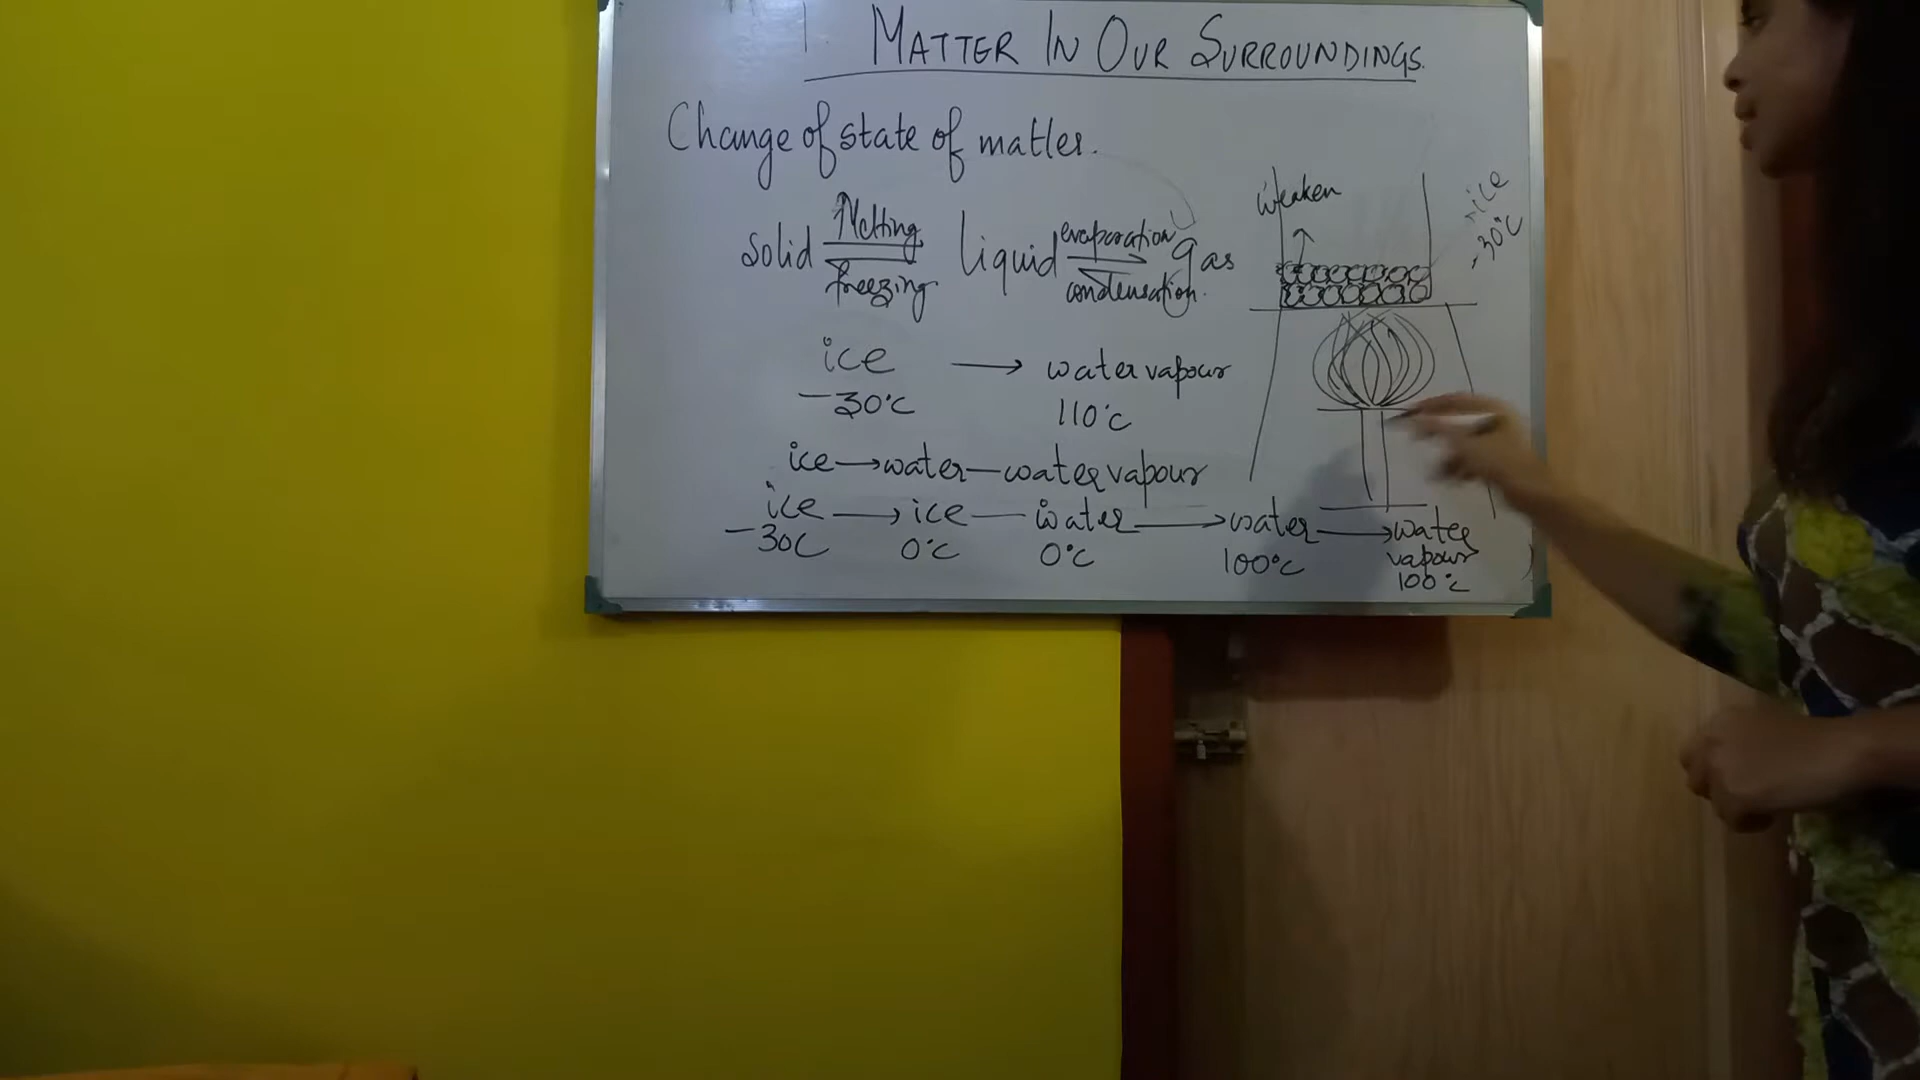 1. MATTER IN OUR SURROUNDINGS.
Change of state of matter.
Melting evaporation
solid liquid gas
freezing condensation.
ice → water vapour
-30°C 110°C
ice → water — water vapour
ice → ice — water → water → water vapour
-30C 0°C 0°C 100°C 100°C
weaken
ice
-30°C